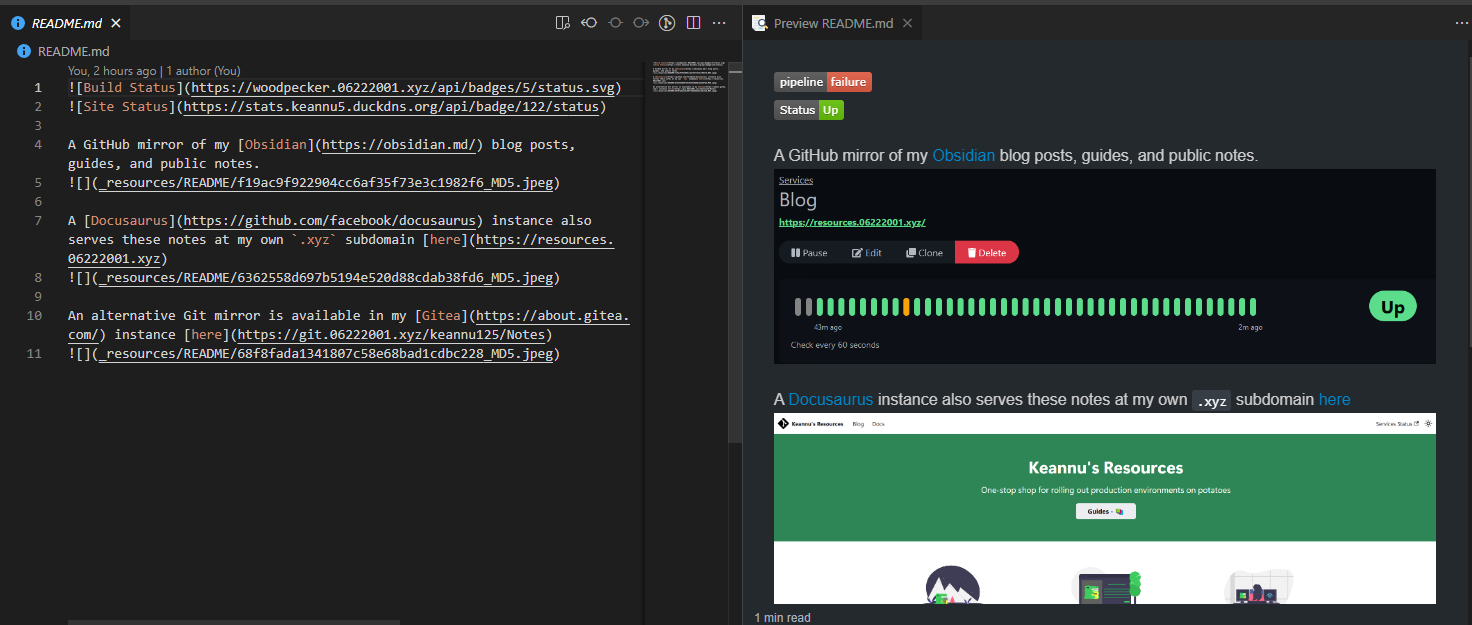 README.md
README.md
You, 2 hours ago | 1 author (You)
1 ![Build Status](https://woodpecker.06222001.xyz/api/badges/5/status.svg)
2 ![Site Status](https://stats.keannu5.duckdns.org/api/badge/122/status)
3
4 A GitHub mirror of my [Obsidian](https://obsidian.md/) blog posts,
guides, and public notes.
5 ![](_resources/README/f19ac9f922904cc6af35f73e3c1982f6_MD5.jpeg)
6
7 A [Docusaurus](https://github.com/facebook/docusaurus) instance also
serves these notes at my own `.xyz` subdomain [here](https://resources.
06222001.xyz)
8 ![](_resources/README/6362558d697b5194e520d88cdab38fd6_MD5.jpeg)
9
10 An alternative Git mirror is available in my [Gitea](https://about.gitea.
com/) instance [here](https://git.06222001.xyz/keannu125/Notes)
11 ![](_resources/README/68f8fada1341807c58e68bad1cdbc228_MD5.jpeg)
Preview README.md
pipeline failure
Status Up
A GitHub mirror of my Obsidian blog posts, guides, and public notes.
Services
Blog
https://resources.06222001.xyz/
Pause Edit Clone Delete
Up
43m ago 2m ago
Check every 60 seconds
A Docusaurus instance also serves these notes at my own .xyz subdomain here
Keannu's Resources Blog Docs Services Status
Keannu's Resources
One-stop shop for rolling out production environments on potatoes
Guides -
1 min read